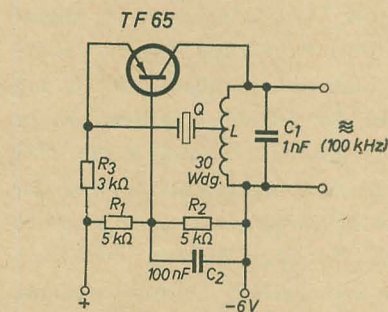 TF 65
Q
L
C1
1nF
≈ (100 kHz)
R3
3 kΩ
30
Wdg.
R1
5 kΩ
R2
5 kΩ
100 nF
C2
+
-6V